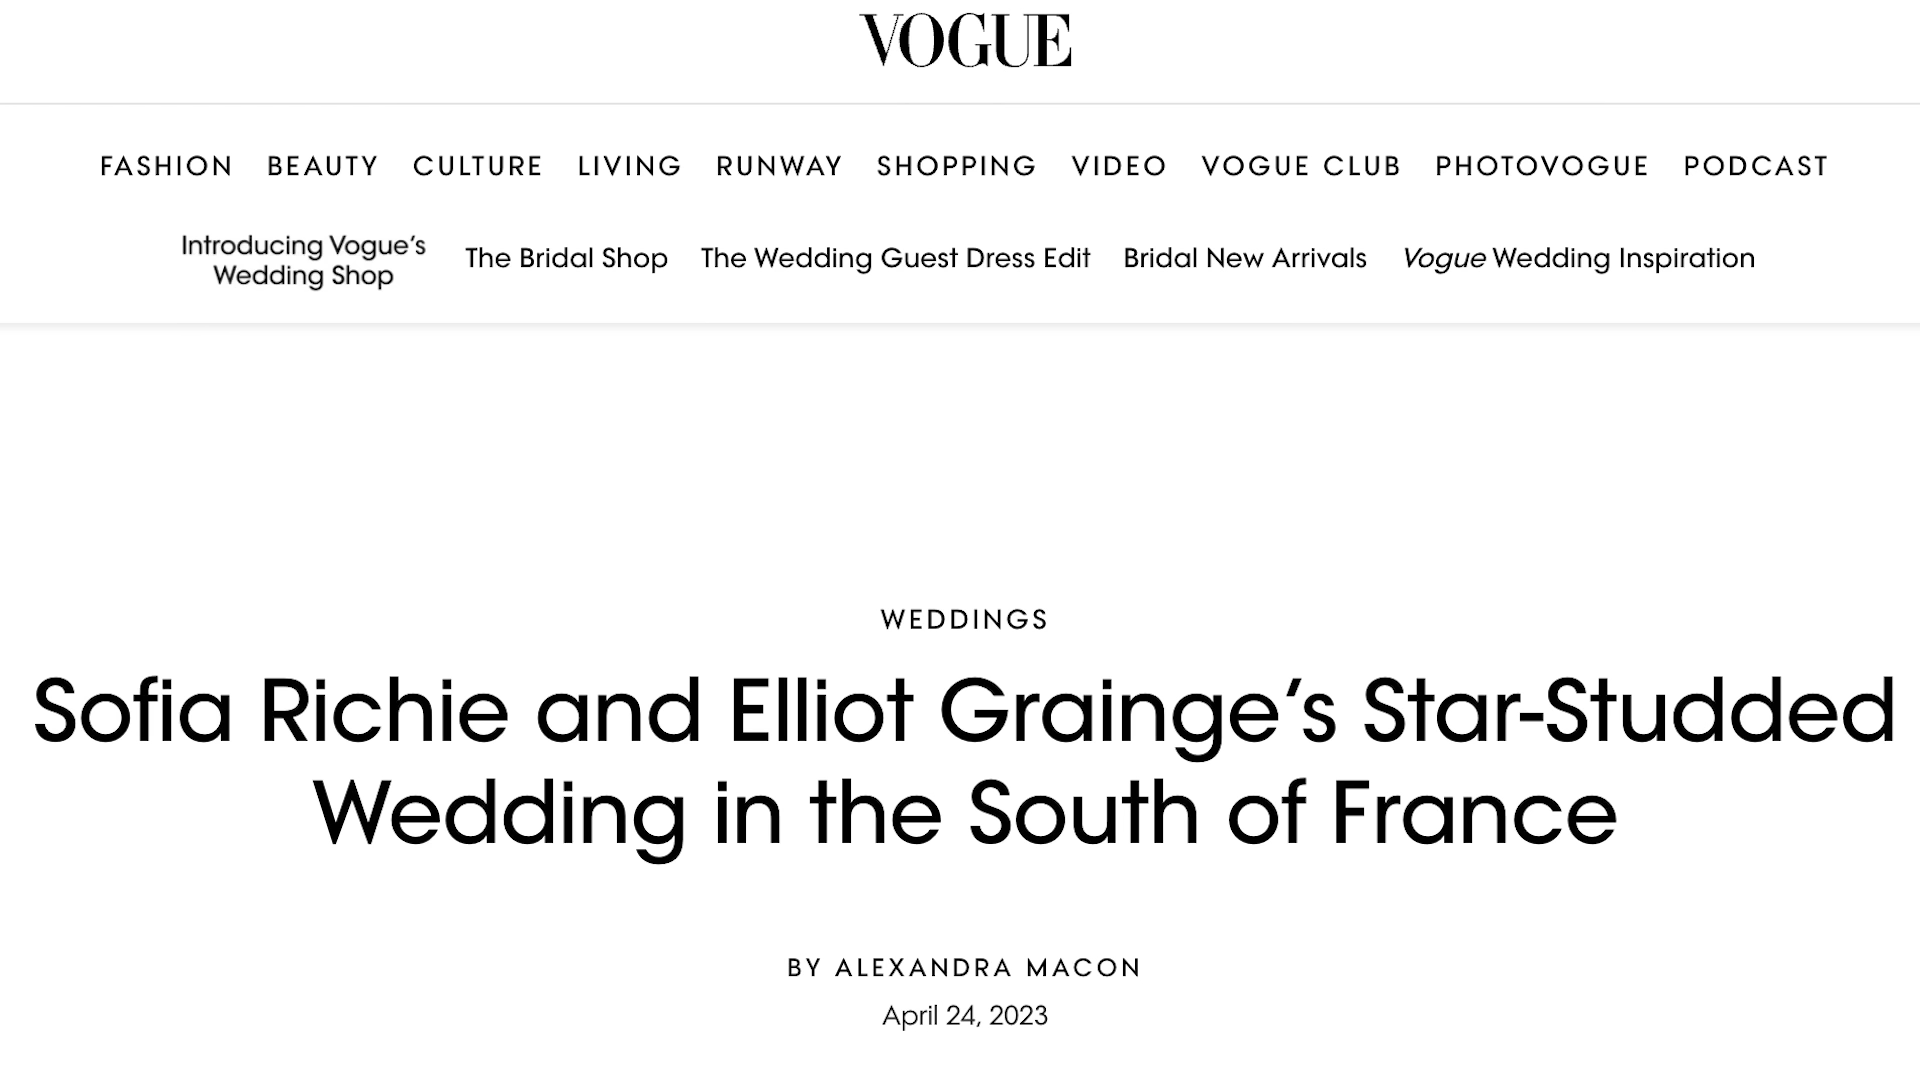 VOGUE
FASHION BEAUTY CULTURE LIVING RUNWAY SHOPPING VIDEO VOGUE CLUB PHOTOVOGUE PODCAST
Introducing Vogue’s
Wedding Shop
The Bridal Shop
The Wedding Guest Dress Edit
Bridal New Arrivals
Vogue Wedding Inspiration
WEDDINGS
Sofia Richie and Elliot Grainge’s Star-Studded
Wedding in the South of France
BY ALEXANDRA MACON
April 24, 2023